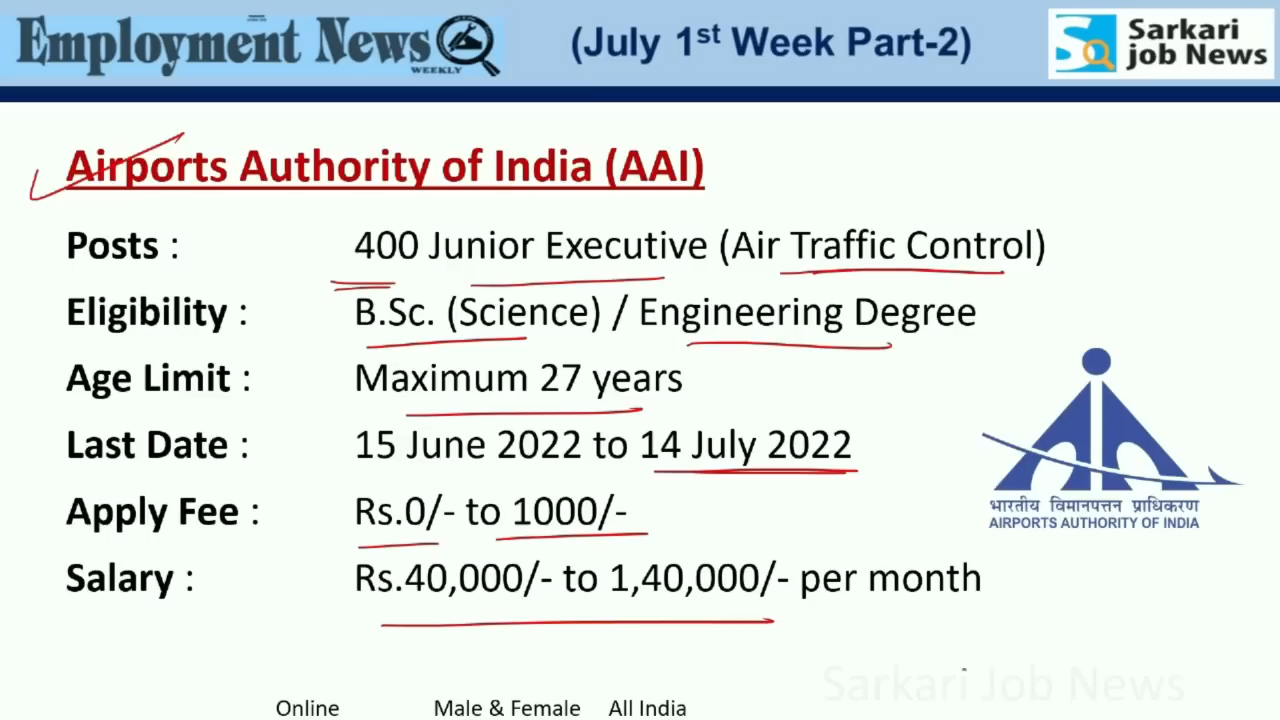 Employment News
WEEKLY
(July 1st Week Part-2)
Sarkari
Job News
Airports Authority of India (AAI)
Posts : 400 Junior Executive (Air Traffic Control)
Eligibility : B.Sc. (Science) / Engineering Degree
Age Limit : Maximum 27 years
Last Date : 15 June 2022 to 14 July 2022
Apply Fee : Rs.0/- to 1000/-
Salary : Rs.40,000/- to 1,40,000/- per month
भारतीय विमानपत्तन प्राधिकरण
AIRPORTS AUTHORITY OF INDIA
Sarkari Job News
Online Male & Female All India